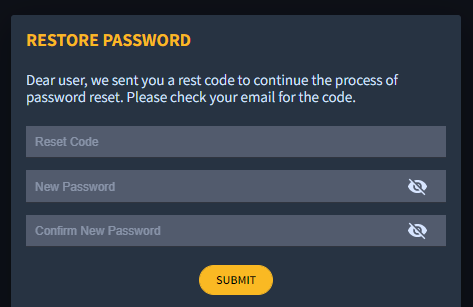 RESTORE PASSWORD
Dear user, we sent you a rest code to continue the process of
password reset. Please check your email for the code.
Reset Code
New Password
Confirm New Password
SUBMIT